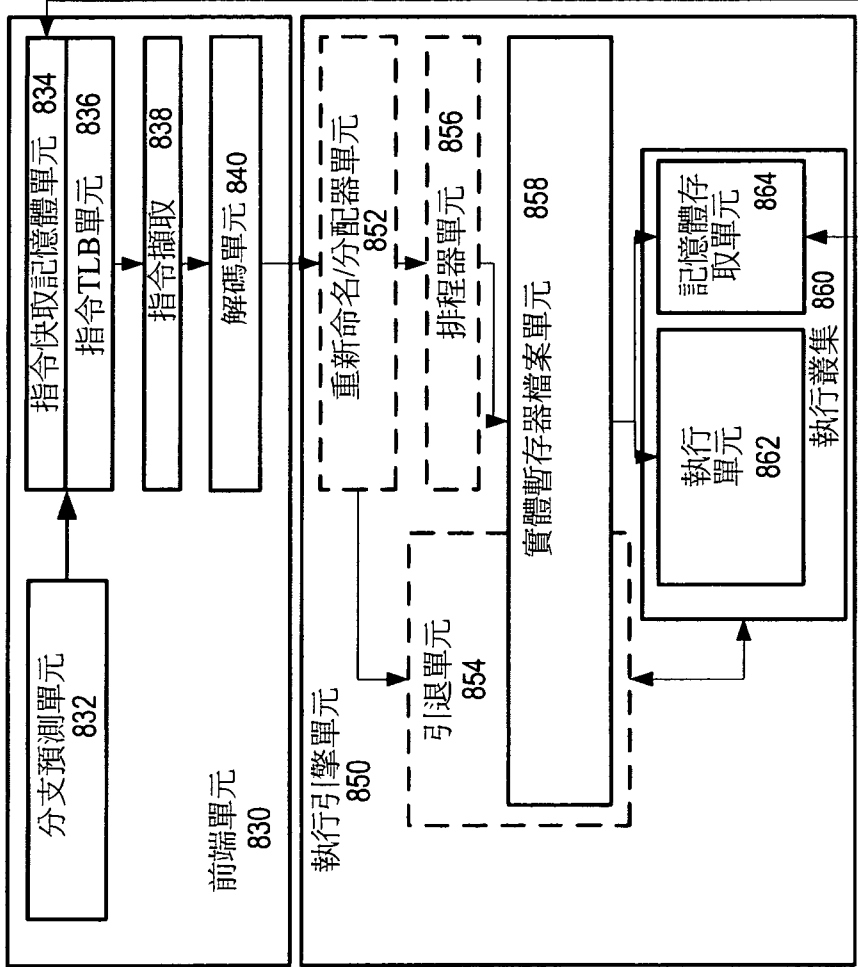 分支預測單元
832
指令快取記憶體單元 834
指令TLB單元 836
指令擷取 838
解碼單元 840
前端單元
830
執行引擎單元
850
重新命名/分配器單元
852
引退單元
854
排程器單元 856
實體暫存器檔案單元 858
執行
單元
862
記憶體存
取單元
864
執行叢集 860